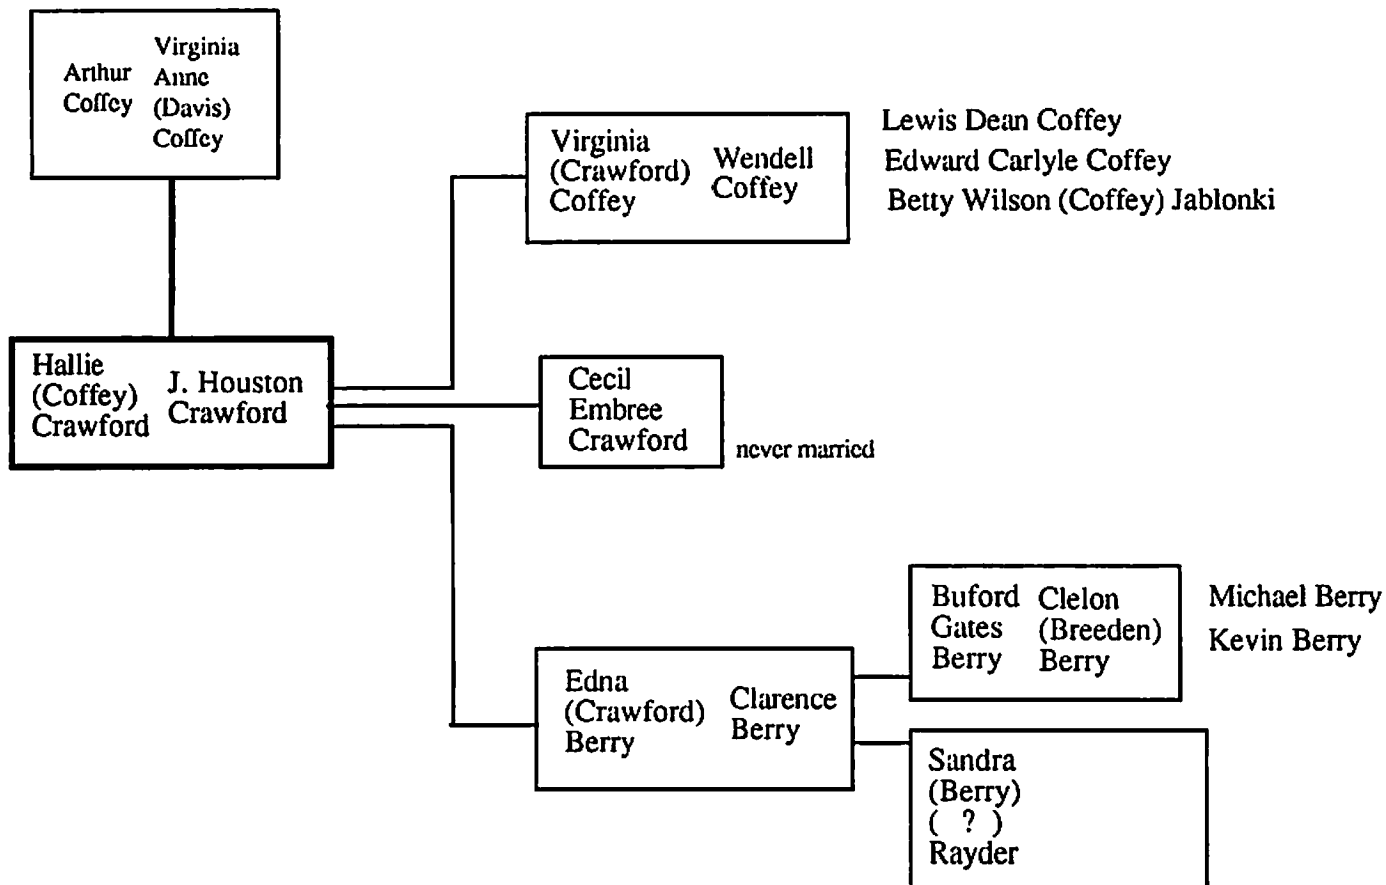 Arthur
Coffey
Virginia
Anne
(Davis)
Coffey
Hallie
(Coffey)
Crawford
J. Houston
Crawford
Virginia
(Crawford)
Coffey
Wendell
Coffey
Lewis Dean Coffey
Edward Carlyle Coffey
Betty Wilson (Coffey) Jablonki
Cecil
Embree
Crawford
never married
Edna
(Crawford)
Berry
Clarence
Berry
Buford
Gates
Berry
Clelon
(Breeden)
Berry
Michael Berry
Kevin Berry
Sandra
(Berry)
( ? )
Rayder